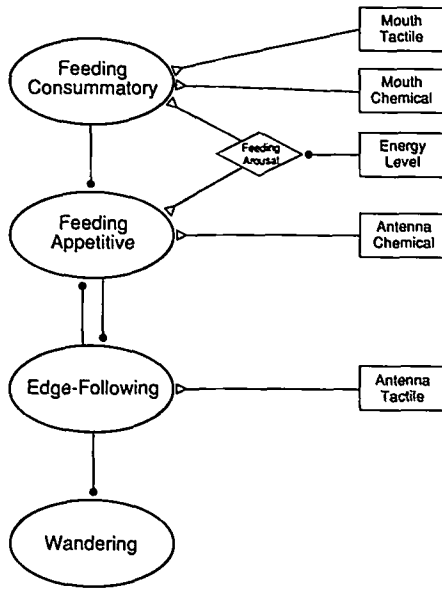 Mouth
Tactile
Feeding
Consummatory
Mouth
Chemical
Feeding
Arousal
Energy
Level
Feeding
Appetitive
Antenna
Chemical
Edge-Following
Antenna
Tactile
Wandering